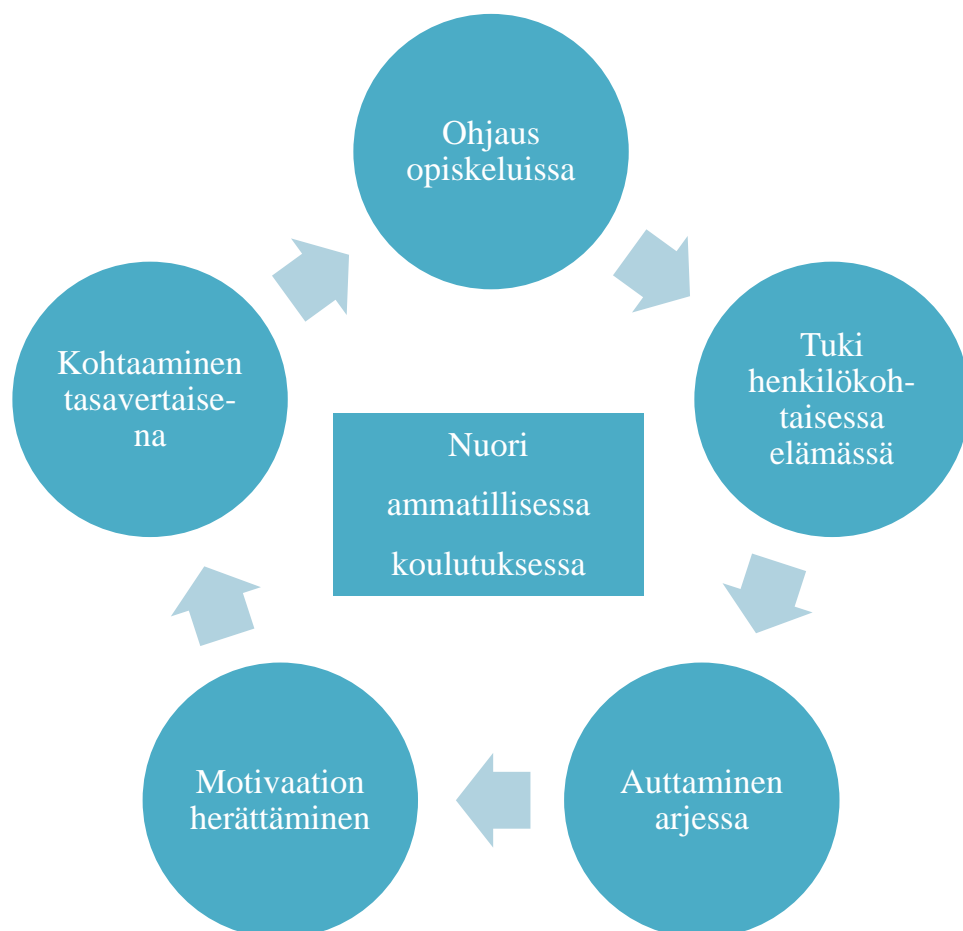 Ohjaus
opiskeluissa
Tuki
henkilökoh-
taisessa
elämässä
Auttaminen
arjessa
Motivaation
herättäminen
Kohtaaminen
tasavertaise-
na
Nuori
ammatillisessa
koulutuksessa